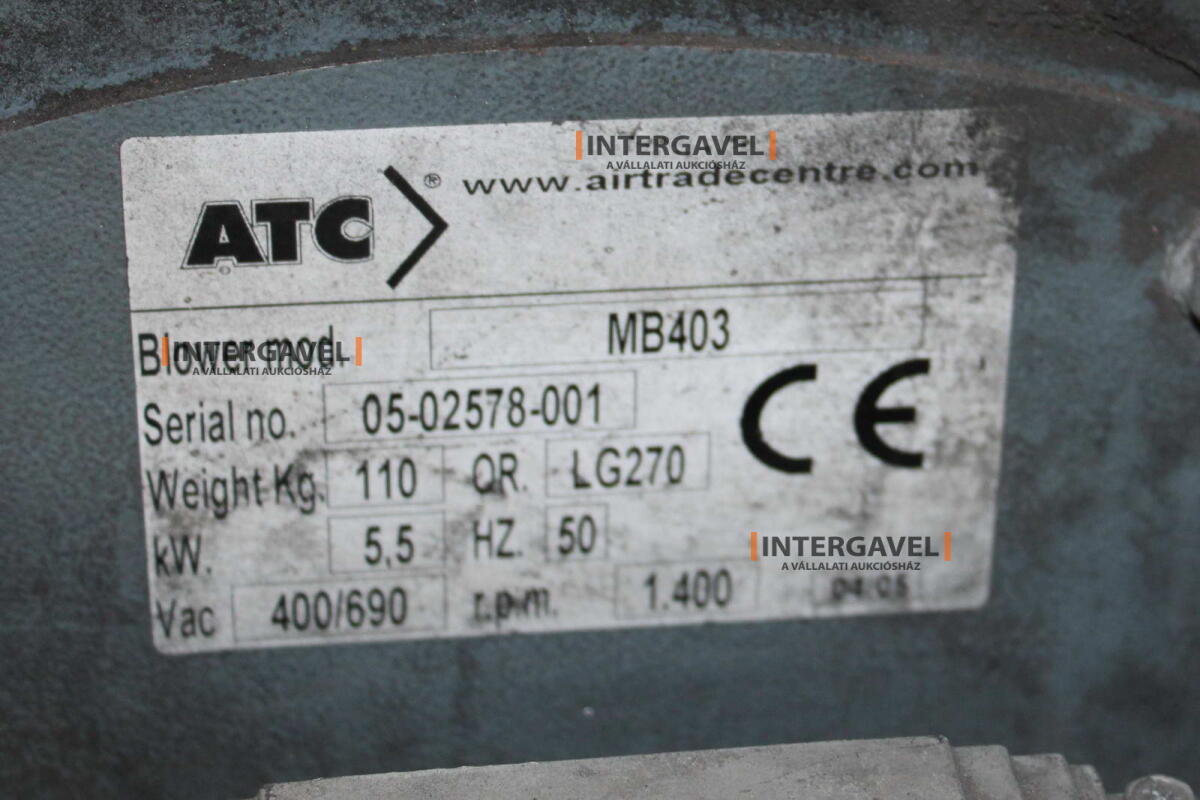 INTERGAVEL
A VÁLLALATI AUKCIÓSHÁZ
ATC® www.airtradecentre.com
Blower mod. MB403
INTERGAVEL
A VÁLLALATI AUKCIÓSHÁZ
Serial no. 05-02578-001
CE
Weight Kg. 110 QR. LG270
kW. 5,5 HZ. 50
INTERGAVEL
A VÁLLALATI AUKCIÓSHÁZ
Vac 400/690 r.p.m. 1.400